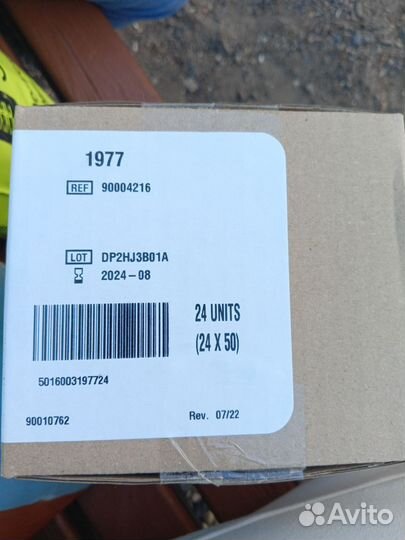 1977
REF 90004216
LOT DP2HJ3B01A
2024-08
24 UNITS
(24 X 50)
5016003197724
90010762
Rev. 07/22
Avito